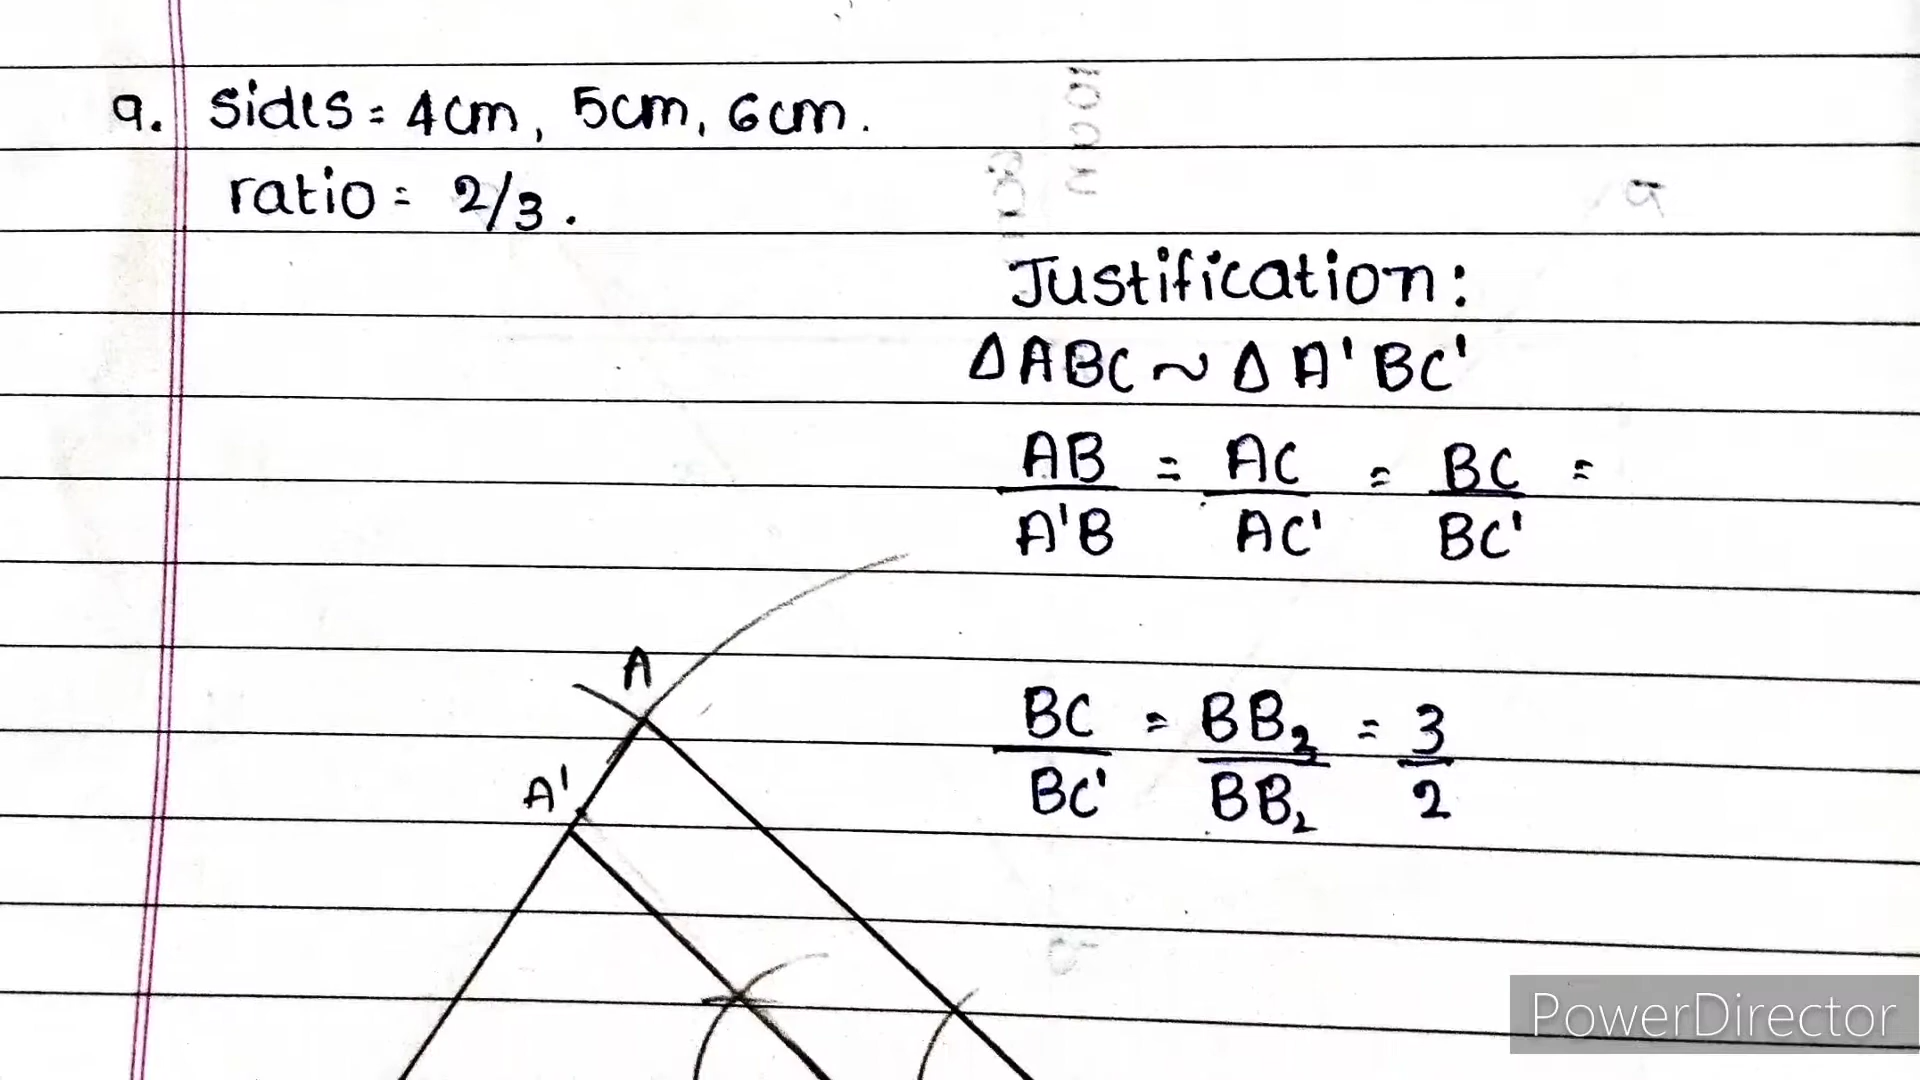 9. Sides = 4cm, 5cm, 6cm.
ratio = 2/3.
Justification:
ΔABC ~ ΔA'BC'
AB/A'B = AC/AC' = BC/BC' =
BC/BC' = BB₃/BB₂ = 3/2
A
A'
PowerDirector